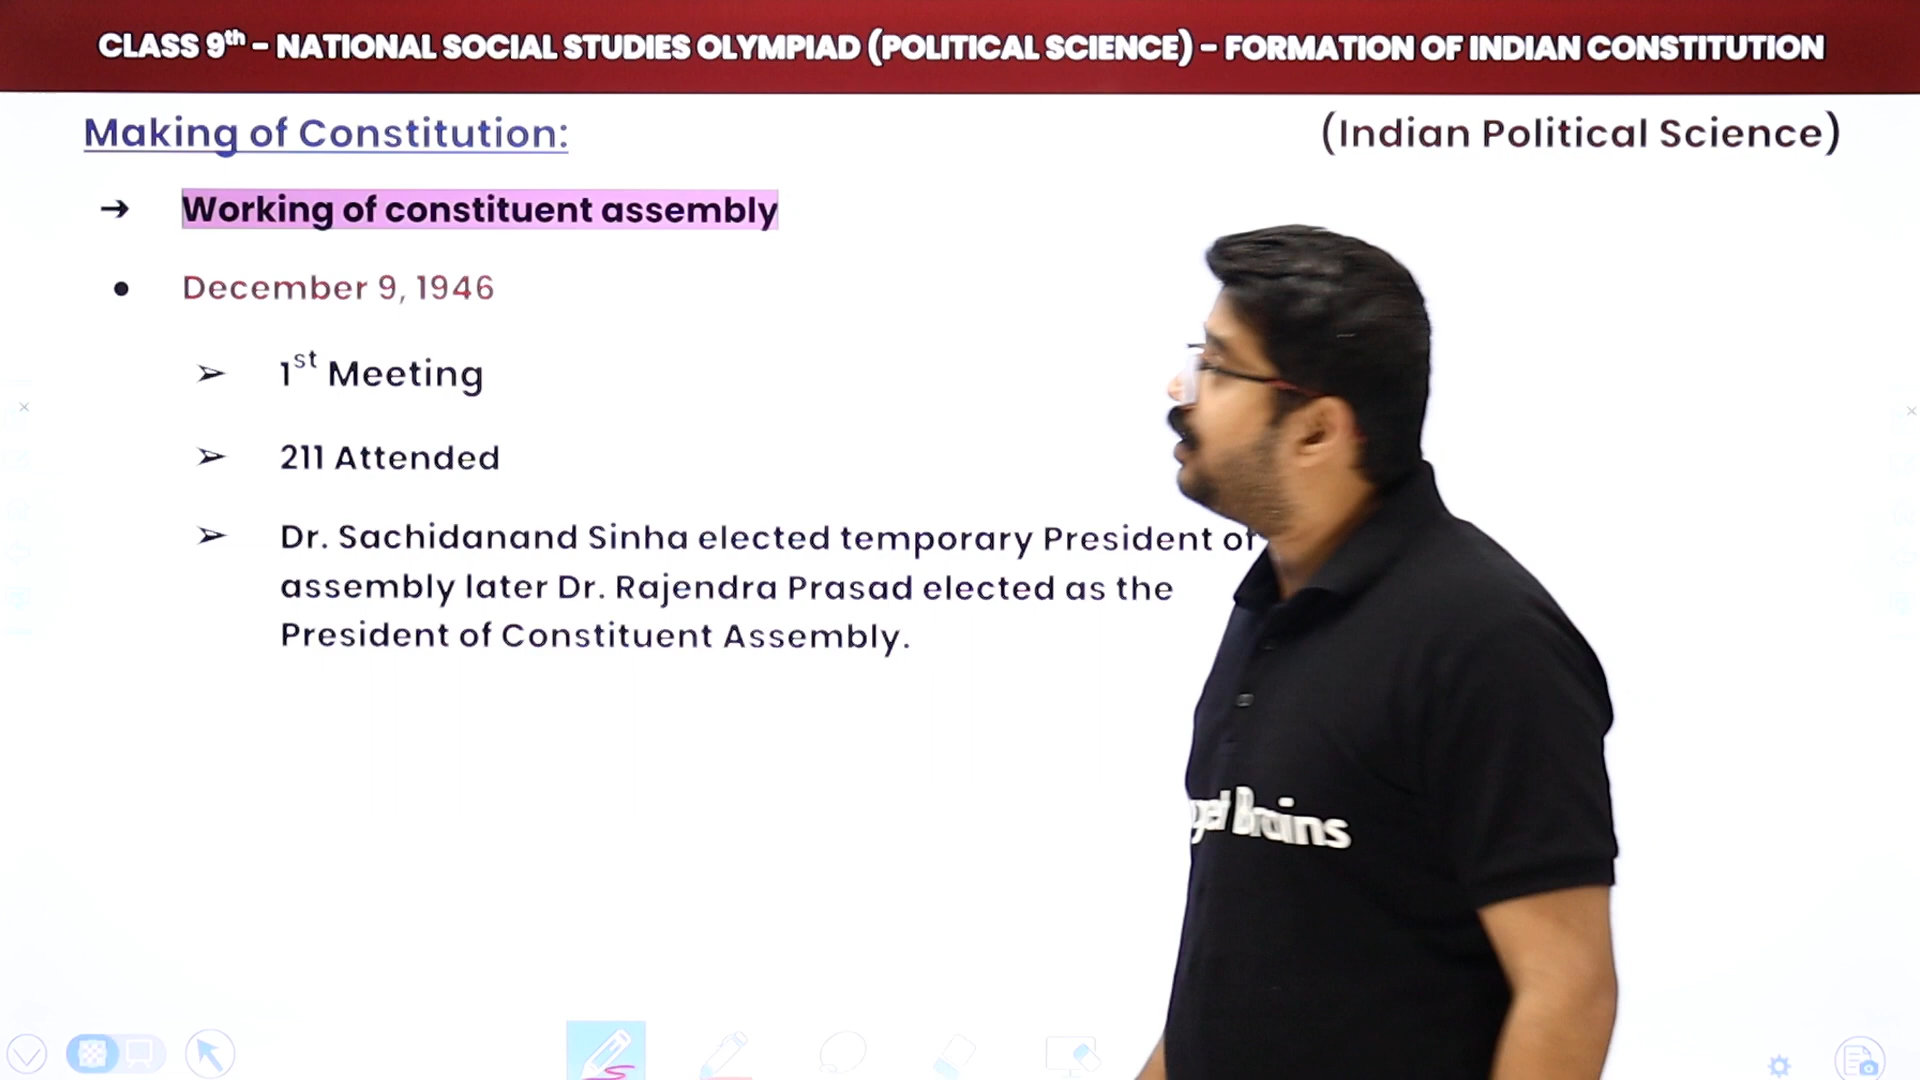 CLASS 9th – NATIONAL SOCIAL STUDIES OLYMPIAD (POLITICAL SCIENCE) – FORMATION OF INDIAN CONSTITUTION
Making of Constitution:
(Indian Political Science)
→ Working of constituent assembly
• December 9, 1946
➢ 1st Meeting
➢ 211 Attended
➢ Dr. Sachidanand Sinha elected temporary President of
assembly later Dr. Rajendra Prasad elected as the
President of Constituent Assembly.
Brains